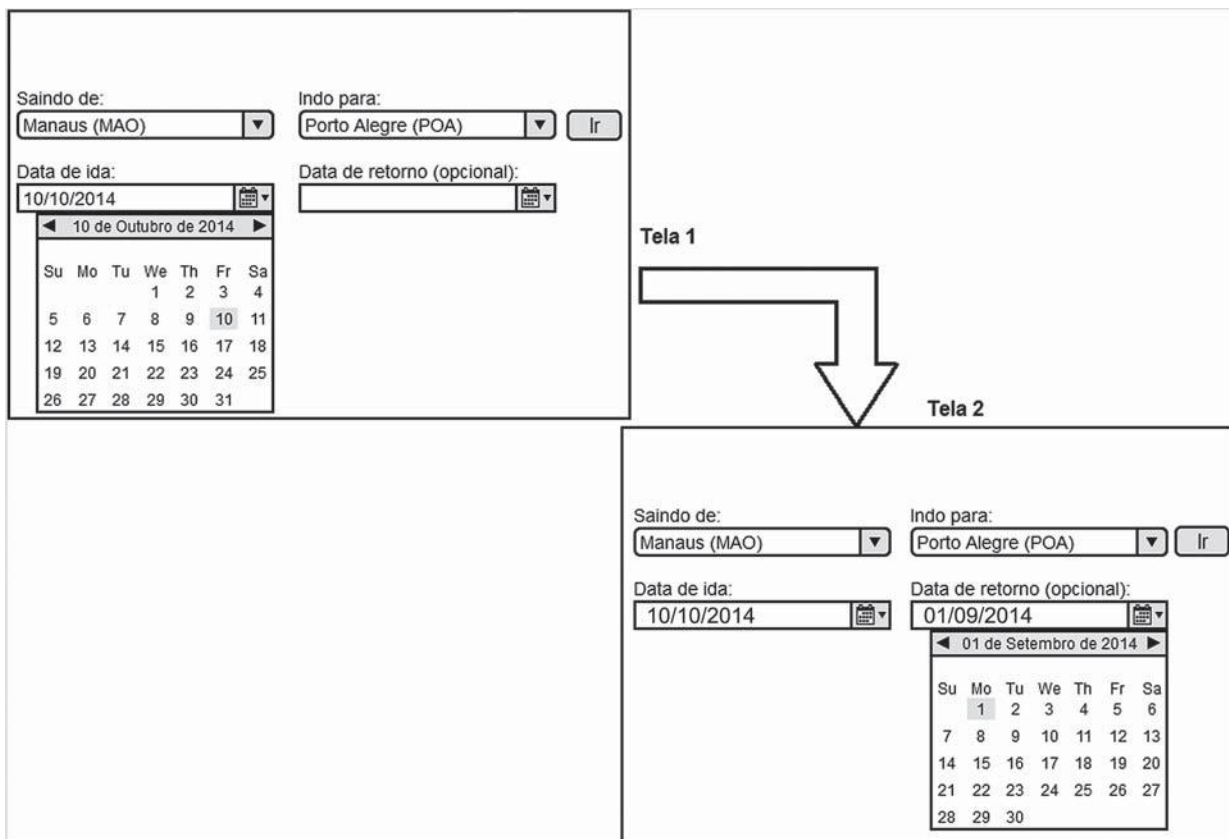 Saindo de: Indo para:
Manaus (MAO) Porto Alegre (POA) Ir
Data de ida: Data de retorno (opcional):
10/10/2014
10 de Outubro de 2014
Su Mo Tu We Th Fr Sa
1 2 3 4
5 6 7 8 9 10 11
12 13 14 15 16 17 18
19 20 21 22 23 24 25
26 27 28 29 30 31
Tela 1
Tela 2
Saindo de: Indo para:
Manaus (MAO) Porto Alegre (POA) Ir
Data de ida: Data de retorno (opcional):
10/10/2014 01/09/2014
01 de Setembro de 2014
Su Mo Tu We Th Fr Sa
1 2 3 4 5 6
7 8 9 10 11 12 13
14 15 16 17 18 19 20
21 22 23 24 25 26 27
28 29 30